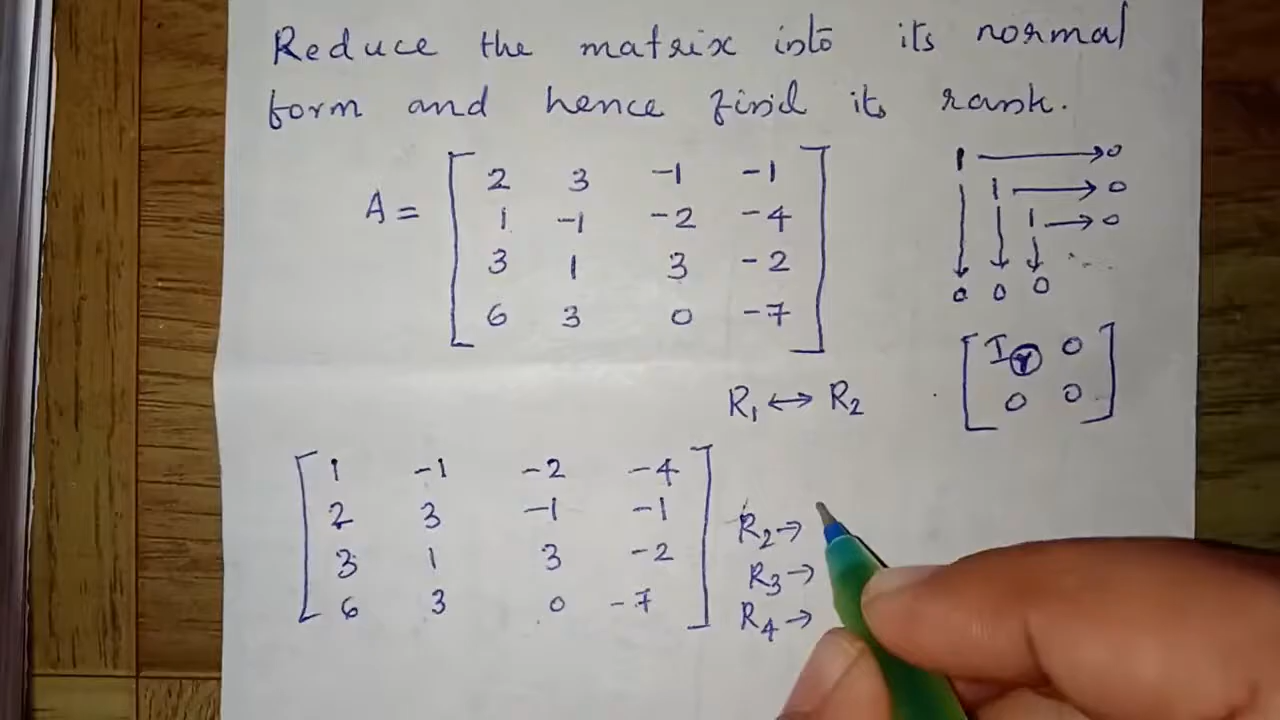 Reduce the matrix into its normal
form and hence find its rank.
A = [ 2 3 -1 -1
1 -1 -2 -4
3 1 3 -2
6 3 0 -7 ]
1 → 0
1 → 0
1 → 0
0 0 0
[ Ir 0
0 0 ]
R1 ↔ R2
[ 1 -1 -2 -4
2 3 -1 -1
3 1 3 -2
6 3 0 -7 ]
R2 →
R3 →
R4 →